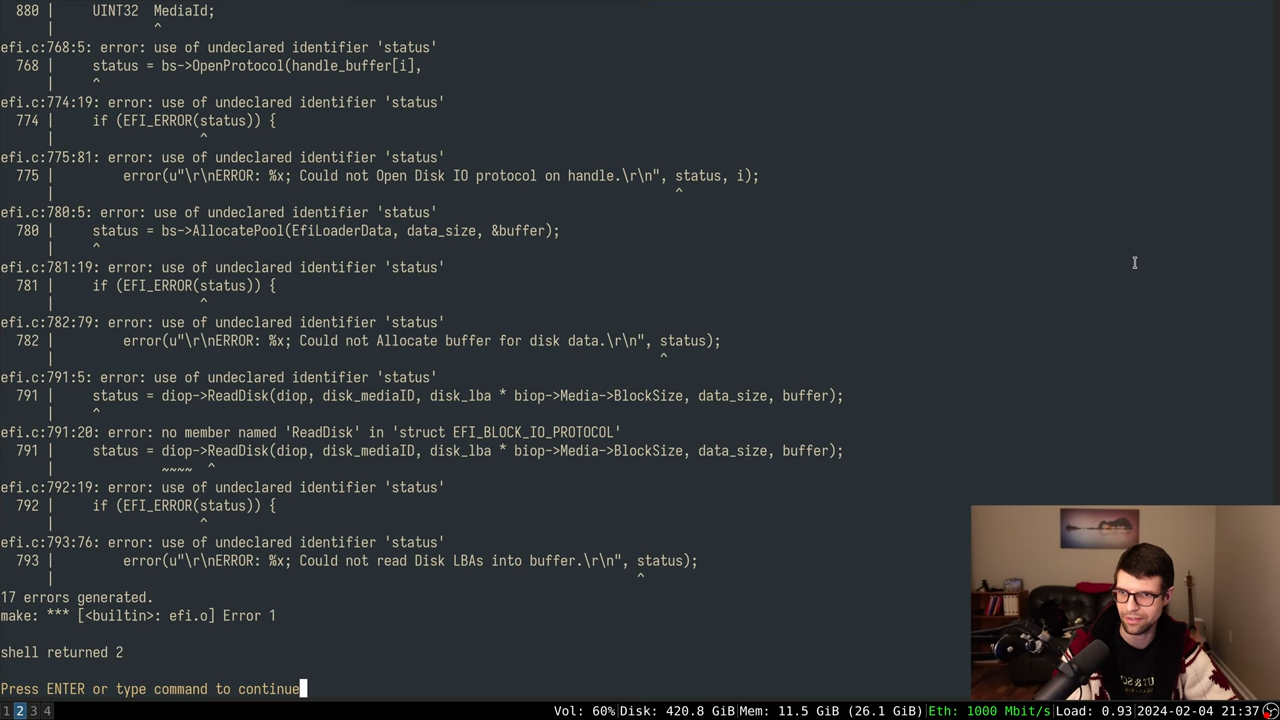 880 |     UINT32  MediaId;
    |             ^
efi.c:768:5: error: use of undeclared identifier 'status'
768 |     status = bs->OpenProtocol(handle_buffer[i],
    |     ^
efi.c:774:19: error: use of undeclared identifier 'status'
774 |     if (EFI_ERROR(status)) {
    |                   ^
efi.c:775:81: error: use of undeclared identifier 'status'
775 |         error(u"\r\nERROR: %x; Could not Open Disk IO protocol on handle.\r\n", status, i);
    |                                                                                 ^
efi.c:780:5: error: use of undeclared identifier 'status'
780 |     status = bs->AllocatePool(EfiLoaderData, data_size, &buffer);
    |     ^
efi.c:781:19: error: use of undeclared identifier 'status'
781 |     if (EFI_ERROR(status)) {
    |                   ^
efi.c:782:79: error: use of undeclared identifier 'status'
782 |         error(u"\r\nERROR: %x; Could not Allocate buffer for disk data.\r\n", status);
    |                                                                               ^
efi.c:791:5: error: use of undeclared identifier 'status'
791 |     status = diop->ReadDisk(diop, disk_mediaID, disk_lba * biop->Media->BlockSize, data_size, buffer);
    |     ^
efi.c:791:20: error: no member named 'ReadDisk' in 'struct EFI_BLOCK_IO_PROTOCOL'
791 |     status = diop->ReadDisk(diop, disk_mediaID, disk_lba * biop->Media->BlockSize, data_size, buffer);
    |              ~~~~  ^
efi.c:792:19: error: use of undeclared identifier 'status'
792 |     if (EFI_ERROR(status)) {
    |                   ^
efi.c:793:76: error: use of undeclared identifier 'status'
793 |         error(u"\r\nERROR: %x; Could not read Disk LBAs into buffer.\r\n", status);
    |                                                                            ^
17 errors generated.
make: *** [<builtin>: efi.o] Error 1
shell returned 2
Press ENTER or type command to continue
1 2 3 4 Vol: 60%|Disk: 420.8 GiB|Mem: 11.5 GiB (26.1 GiB)|Eth: 1000 Mbit/s|Load: 0.93|2024-02-04 21:37